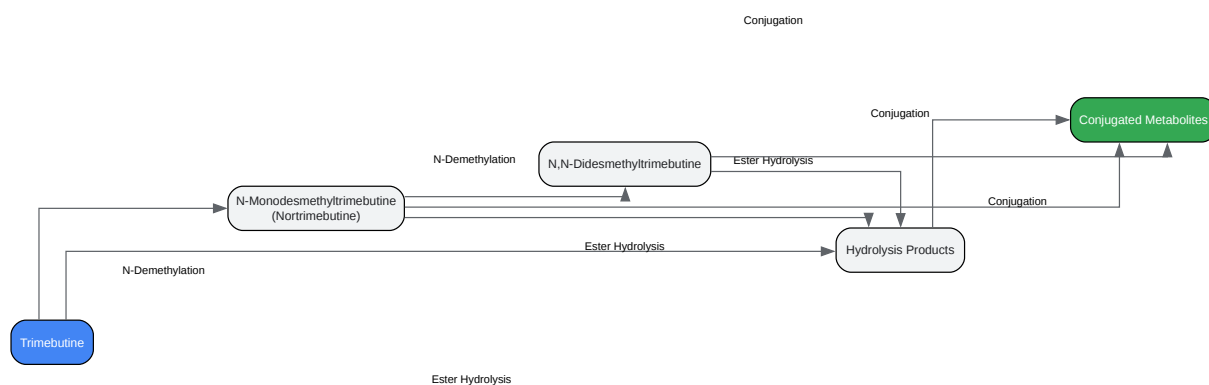 Conjugation
Conjugation
Conjugated Metabolites
N-Demethylation
N,N-Didesmethyltrimebutine
Ester Hydrolysis
N-Monodesmethyltrimebutine
(Nortrimebutine)
Conjugation
Ester Hydrolysis
Hydrolysis Products
N-Demethylation
Trimebutine
Ester Hydrolysis